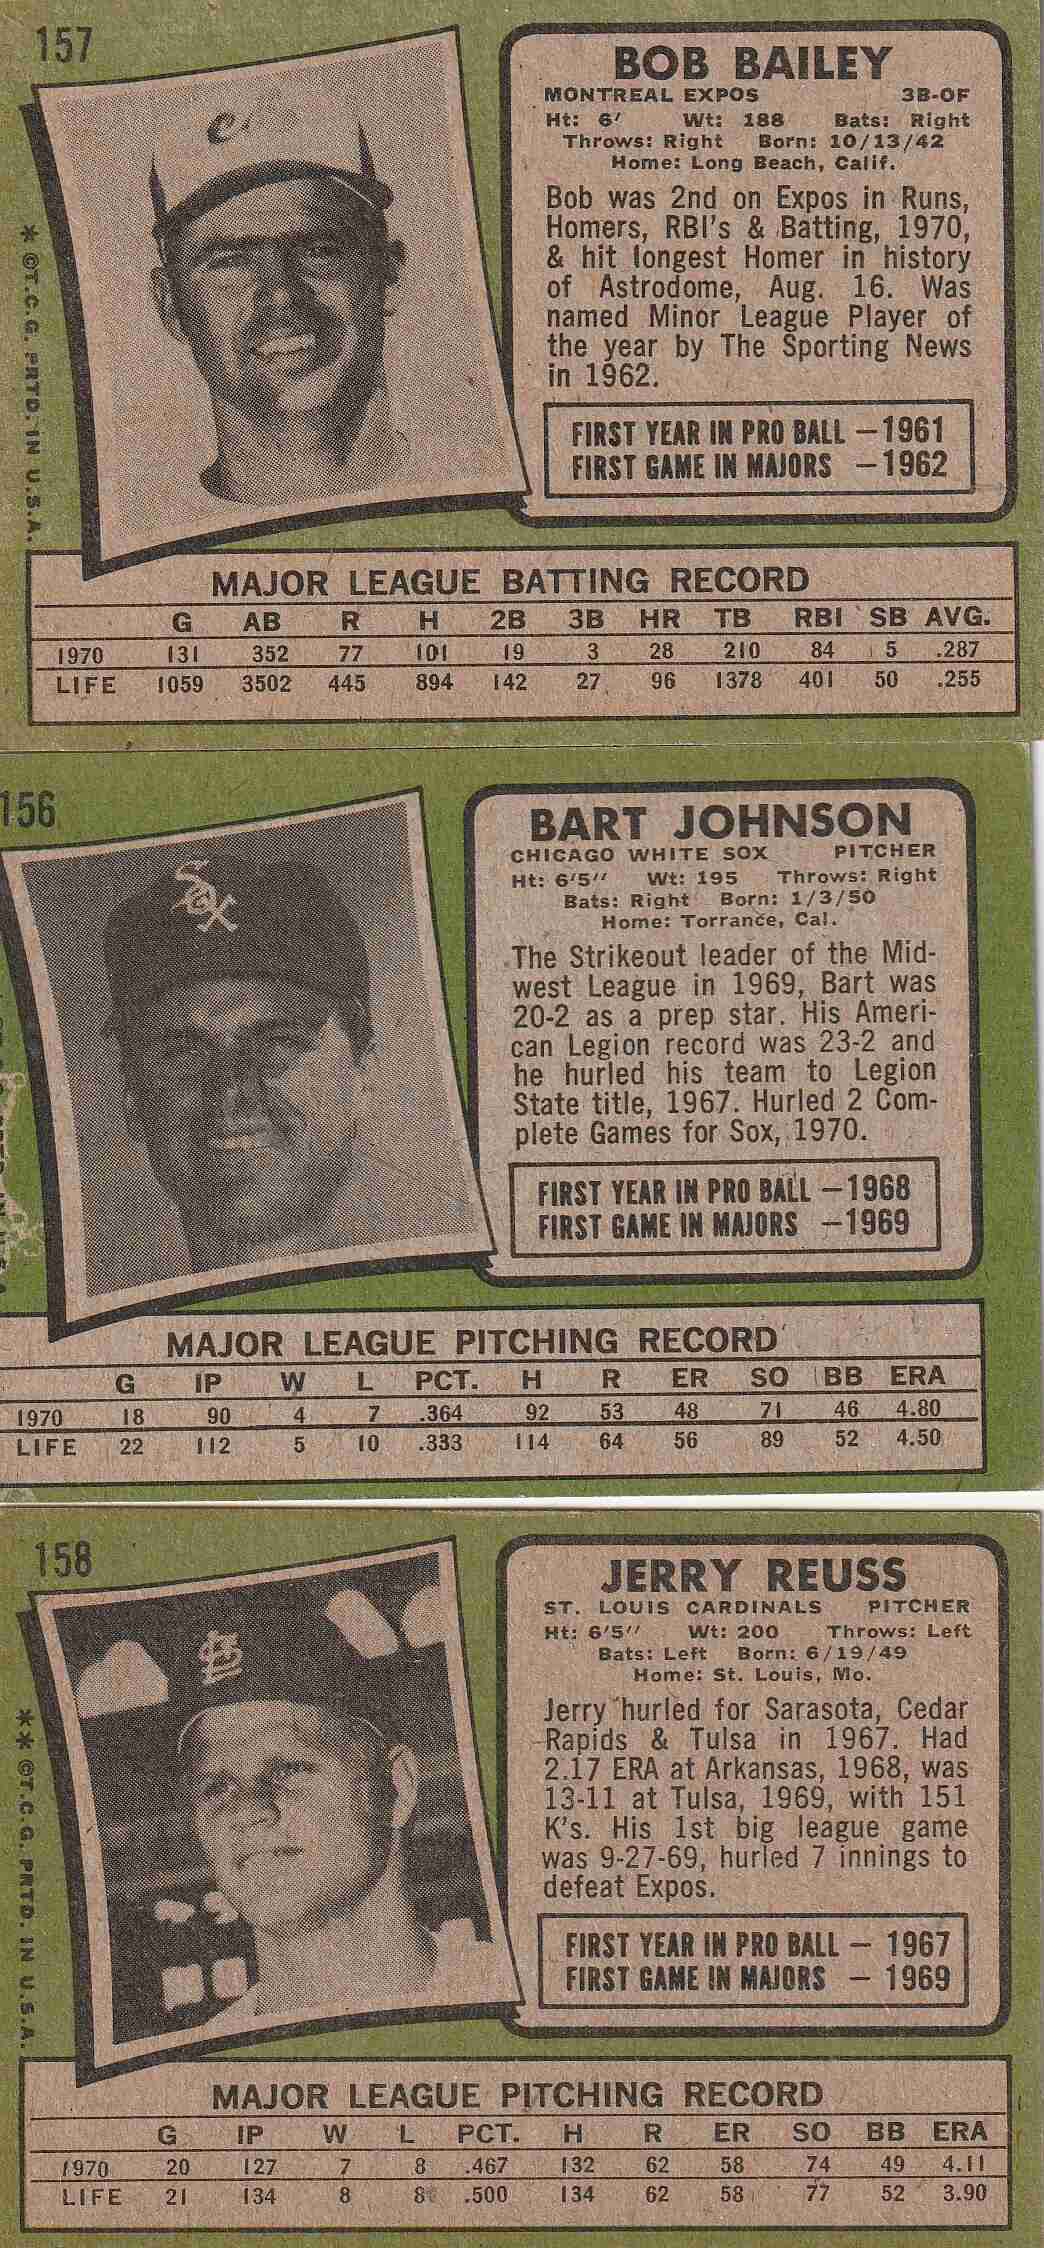 157
BOB BAILEY
MONTREAL EXPOS 3B-OF
Ht: 6' Wt: 188 Bats: Right
Throws: Right Born: 10/13/42
Home: Long Beach, Calif.
Bob was 2nd on Expos in Runs,
Homers, RBI's & Batting, 1970,
& hit longest Homer in history
of Astrodome, Aug. 16. Was
named Minor League Player of
the year by The Sporting News
in 1962.
FIRST YEAR IN PRO BALL —1961
FIRST GAME IN MAJORS —1962
* ©T.C.G. PRTD. IN U.S.A.
MAJOR LEAGUE BATTING RECORD
G AB R H 2B 3B HR TB RBI SB AVG.
1970 131 352 77 101 19 3 28 210 84 5 .287
LIFE 1059 3502 445 894 142 27 96 1378 401 50 .255
156
SOX
BART JOHNSON
CHICAGO WHITE SOX PITCHER
Ht: 6'5" Wt: 195 Throws: Right
Bats: Right Born: 1/3/50
Home: Torrance, Cal.
The Strikeout leader of the Mid-
west League in 1969, Bart was
20-2 as a prep star. His Ameri-
can Legion record was 23-2 and
he hurled his team to Legion
State title, 1967. Hurled 2 Com-
plete Games for Sox, 1970.
FIRST YEAR IN PRO BALL —1968
FIRST GAME IN MAJORS —1969
MAJOR LEAGUE PITCHING RECORD
G IP W L PCT. H R ER SO BB ERA
1970 18 90 4 7 .364 92 53 48 71 46 4.80
LIFE 22 112 5 10 .333 114 64 56 89 52 4.50
158
STL
JERRY REUSS
ST. LOUIS CARDINALS PITCHER
Ht: 6'5" Wt: 200 Throws: Left
Bats: Left Born: 6/19/49
Home: St. Louis, Mo.
Jerry hurled for Sarasota, Cedar
Rapids & Tulsa in 1967. Had
2.17 ERA at Arkansas, 1968, was
13-11 at Tulsa, 1969, with 151
K's. His 1st big league game
was 9-27-69, hurled 7 innings to
defeat Expos.
FIRST YEAR IN PRO BALL — 1967
FIRST GAME IN MAJORS — 1969
** ©T.C.G. PRTD. IN U.S.A.
MAJOR LEAGUE PITCHING RECORD
G IP W L PCT. H R ER SO BB ERA
1970 20 127 7 8 .467 132 62 58 74 49 4.11
LIFE 21 134 8 8 .500 134 62 58 77 52 3.90